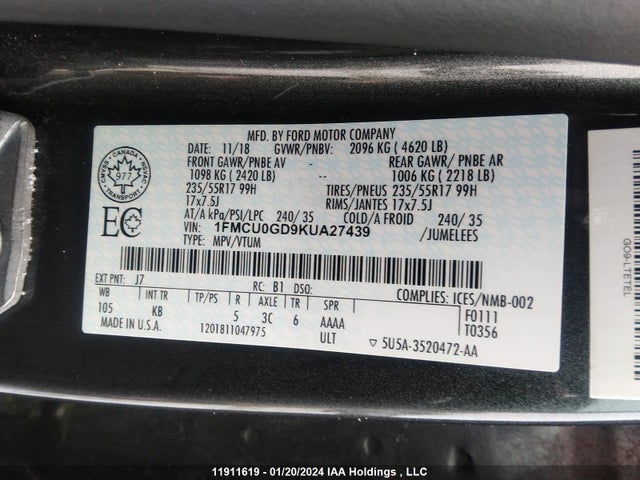 MFD. BY FORD MOTOR COMPANY
DATE: 11/18 GVWR/PNBV: 2096 KG ( 4620 LB)
FRONT GAWR/PNBE AV - REAR GAWR/ PNBE AR
1098 KG ( 2420 LB) -- 1006 KG ( 2218 LB)
235/55R17 99H TIRES/PNEUS 235/55R17 99H
17x7.5J RIMS/JANTES 17x7.5J
AT/A kPa/PSI/LPC 240/35 COLD/A FROID 240/35
VIN: 1FMCU0GD9KUA27439 /JUMELEES
TYPE: MPV/VTUM
CANADA
977
EC
EXT PNT: J7 RC: B1 DSO: COMPLIES: ICES/NMB-002
WB INT TR TP/PS R AXLE TR SPR F0111
105 KB 5 3C 6 AAAA T0356
MADE IN U.S.A. 1201811047975 ULT ▽ 5U5A-3520472-AA
GO9-LTETEL
11911619 - 01/20/2024 IAA Holdings , LLC